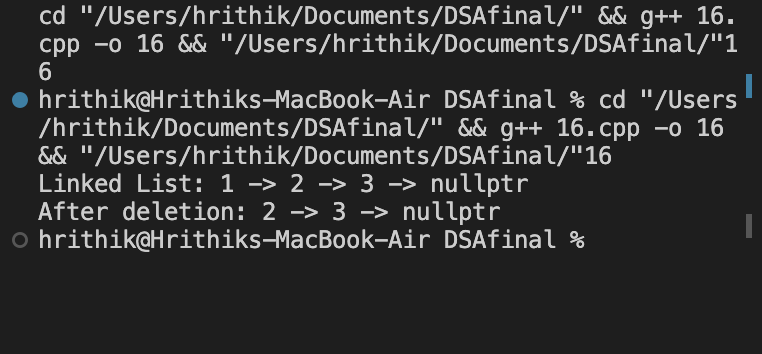 cd "/Users/hrithik/Documents/DSAfinal/" && g++ 16.
cpp -o 16 && "/Users/hrithik/Documents/DSAfinal/"1
6
hrithik@Hrithiks-MacBook-Air DSAfinal % cd "/Users
/hrithik/Documents/DSAfinal/" && g++ 16.cpp -o 16
&& "/Users/hrithik/Documents/DSAfinal/"16
Linked List: 1 -> 2 -> 3 -> nullptr
After deletion: 2 -> 3 -> nullptr
hrithik@Hrithiks-MacBook-Air DSAfinal %